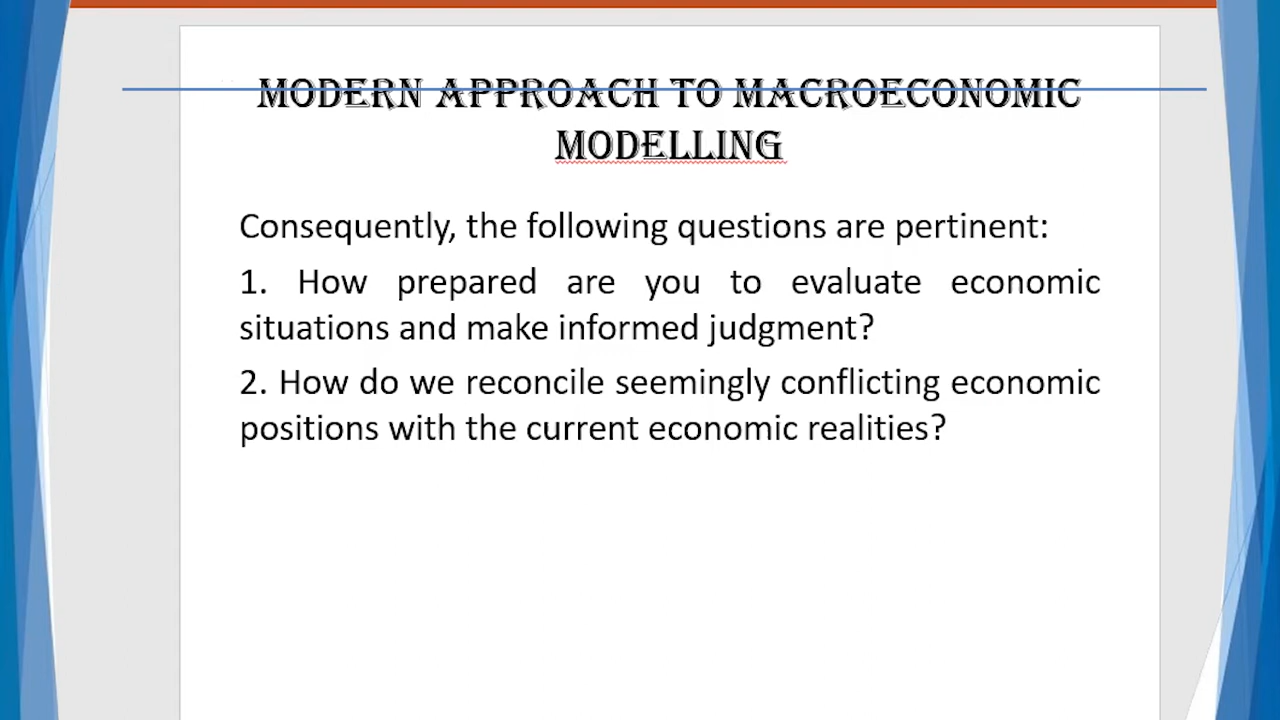 MODERN APPROACH TO MACROECONOMIC
MODELLING
Consequently, the following questions are pertinent:
1. How prepared are you to evaluate economic
situations and make informed judgment?
2. How do we reconcile seemingly conflicting economic
positions with the current economic realities?